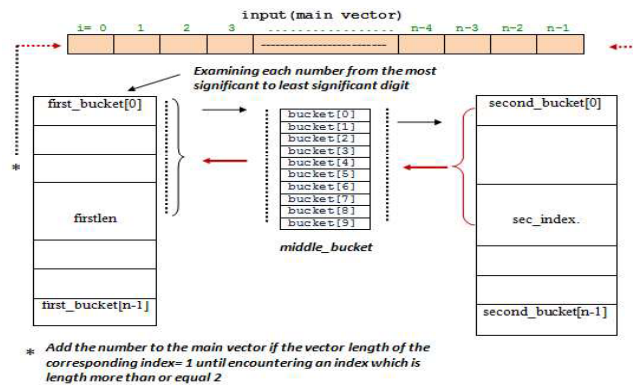 input(main vector)
i= 0 1 2 3 ................. n-4 n-3 n-2 n-1
Examining each number from the most
significant to least significant digit
first_bucket[0]
firstlen
first_bucket[n-1]
bucket[0]
bucket[1]
bucket[2]
bucket[3]
bucket[4]
bucket[5]
bucket[6]
bucket[7]
bucket[8]
bucket[9]
middle_bucket
second_bucket[0]
sec_index.
second_bucket[n-1]
*
* Add the number to the main vector if the vector length of the
corresponding index= 1 until encountering an index which is
length more than or equal 2